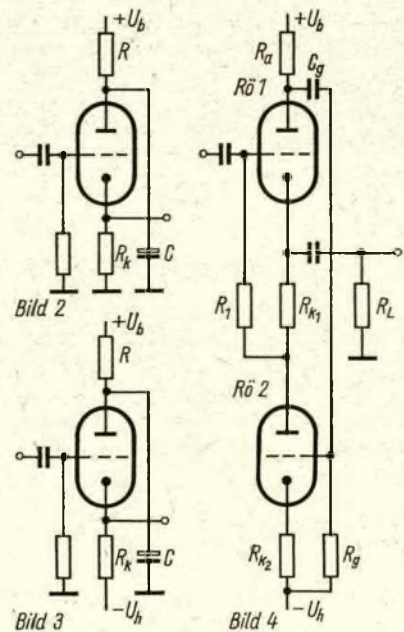 +U_b
R
R_k
C
Bild 2
+U_b
R
R_k
C
-U_h
Bild 3
+U_b
R_a
C_g
Rö 1
R_1
R_k1
R_L
Rö 2
R_k2
R_g
-U_h
Bild 4